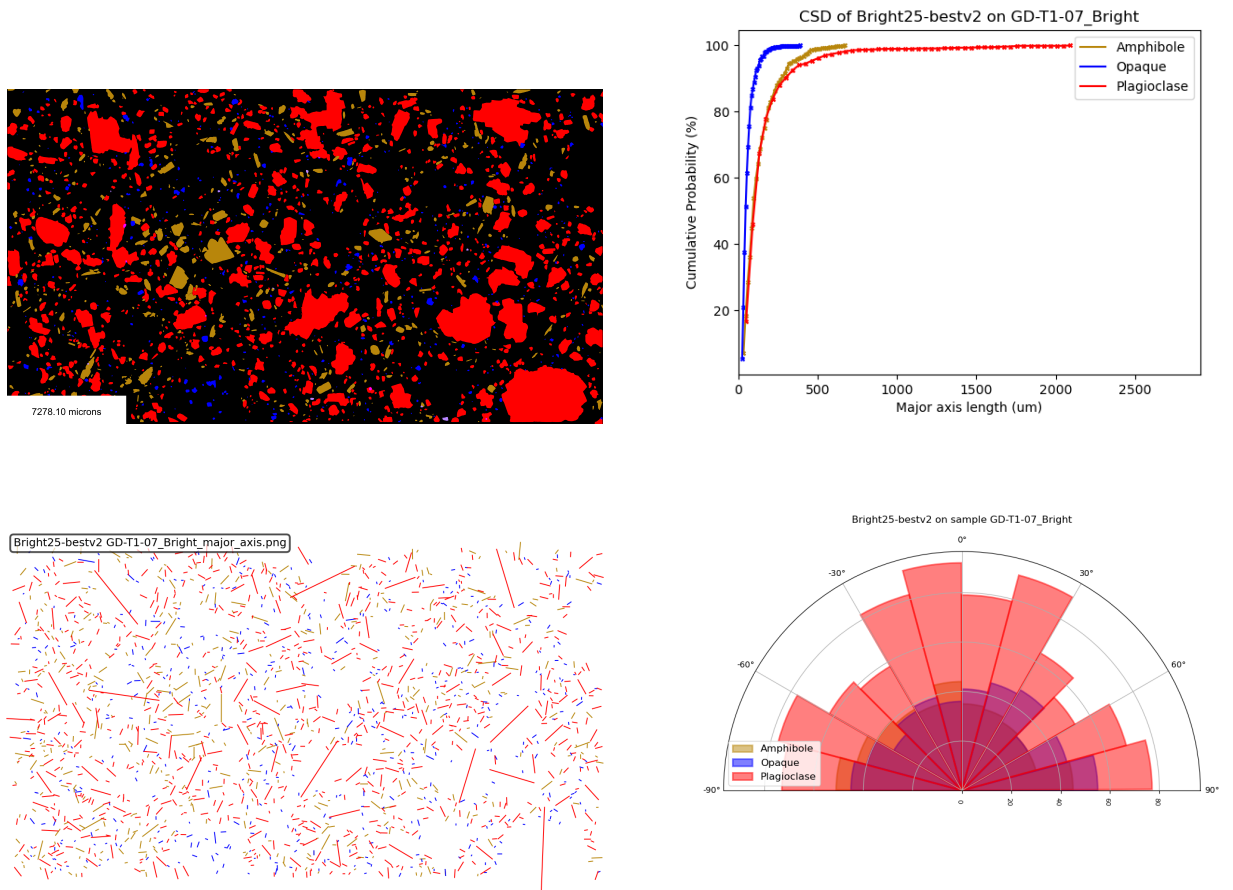 CSD of Bright25-bestv2 on GD-T1-07_Bright
100
80
60
40
20
Cumulative Probability (%)
Amphibole
Opaque
Plagioclase
0
500
1000
1500
2000
2500
Major axis length (um)
7278.10 microns
Bright25-bestv2 GD-T1-07_Bright_major_axis.png
Bright25-bestv2 on sample GD-T1-07_Bright
0°
-30°
30°
-60°
60°
-90°
90°
Amphibole
Opaque
Plagioclase
0
20
40
60
80